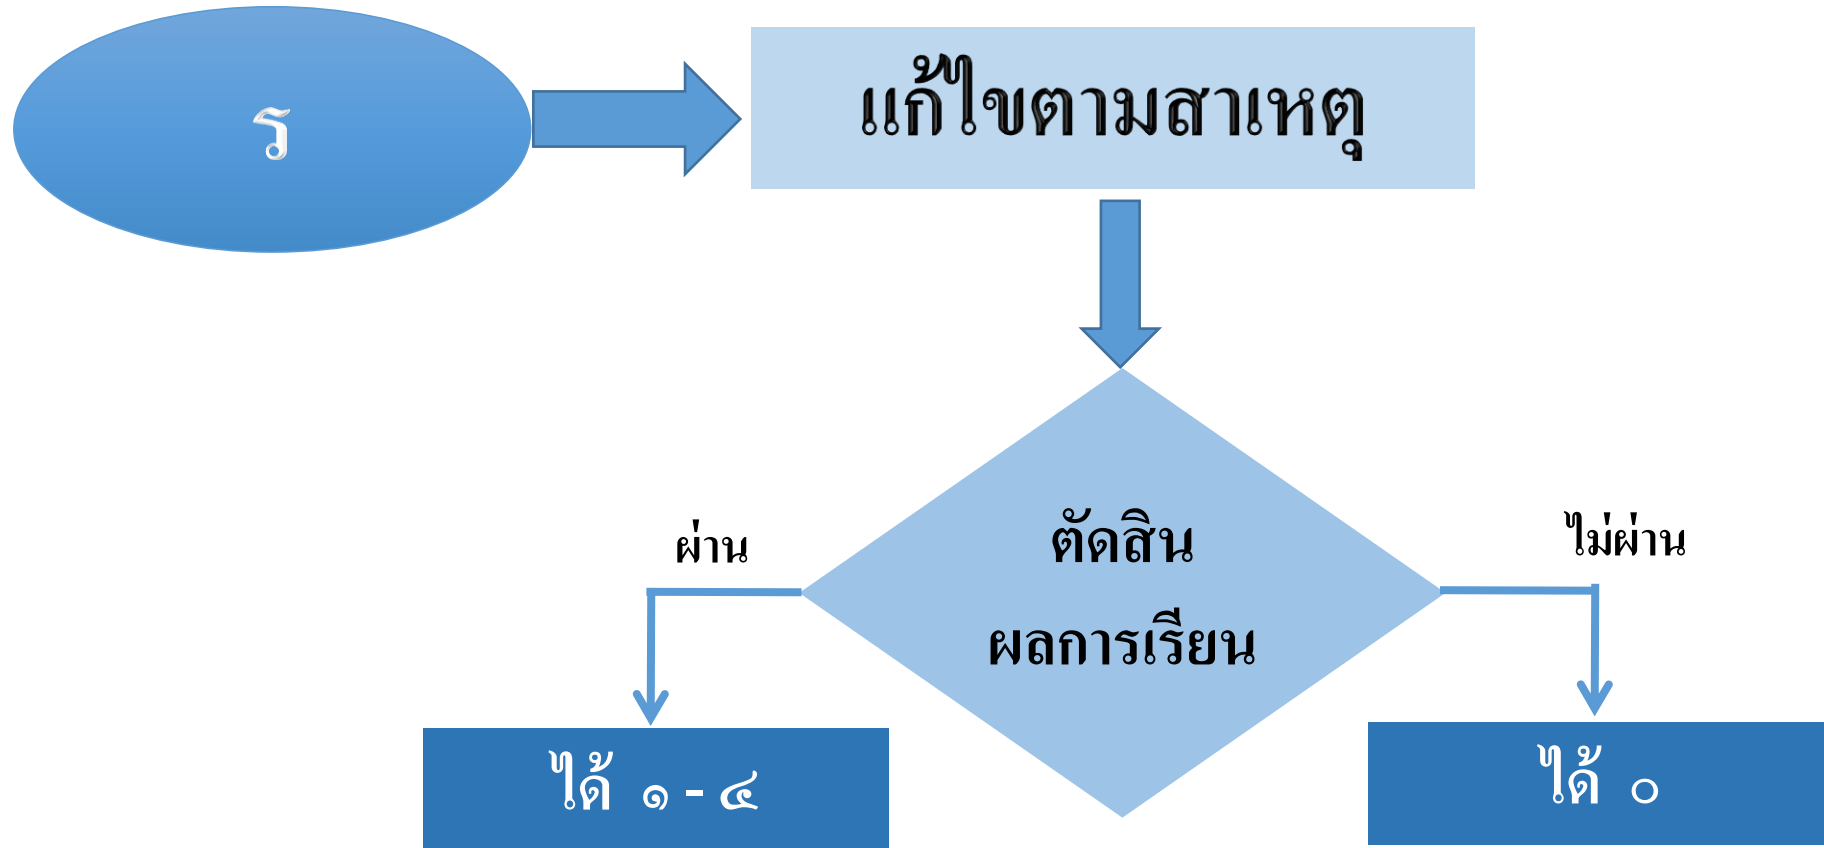 ร
แก้ไขตามสาเหตุ
ตัดสิน
ผลการเรียน
ผ่าน
ไม่ผ่าน
ได้ ๑ - ๔
ได้ ๐